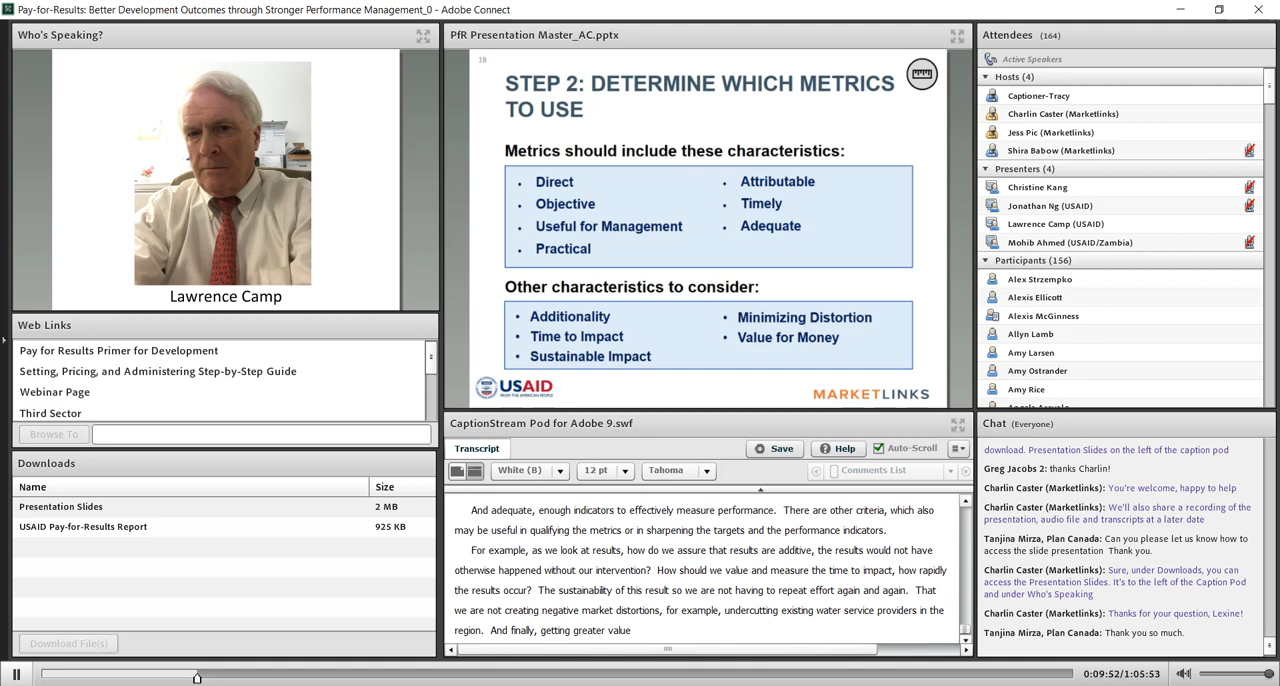 Pay-for-Results: Better Development Outcomes through Stronger Performance Management_0 - Adobe Connect
Who's Speaking?
Lawrence Camp
Web Links
Pay for Results Primer for Development
Setting, Pricing, and Administering Step-by-Step Guide
Webinar Page
Third Sector
Browse To
Downloads
Name Size
Presentation Slides 2 MB
USAID Pay-for-Results Report 925 KB
Download File(s)
PfR Presentation Master_AC.pptx
18
STEP 2: DETERMINE WHICH METRICS
TO USE
Metrics should include these characteristics:
• Direct
• Objective
• Useful for Management
• Practical
• Attributable
• Timely
• Adequate
Other characteristics to consider:
• Additionality
• Time to Impact
• Sustainable Impact
• Minimizing Distortion
• Value for Money
USAID
FROM THE AMERICAN PEOPLE
MARKETLINKS
CaptionStream Pod for Adobe 9.swf
Transcript
Save
Help
Auto-Scroll
White (B)
12 pt
Tahoma
Comments List
And adequate, enough indicators to effectively measure performance. There are other criteria, which also
may be useful in qualifying the metrics or in sharpening the targets and the performance indicators.
For example, as we look at results, how do we assure that results are additive, the results would not have
otherwise happened without our intervention? How should we value and measure the time to impact, how rapidly
the results occur? The sustainability of this result so we are not having to repeat effort again and again. That
we are not creating negative market distortions, for example, undercutting existing water service providers in the
region. And finally, getting greater value
Attendees (164)
Active Speakers
Hosts (4)
Captioner-Tracy
Charlin Caster (Marketlinks)
Jess Pic (Marketlinks)
Shira Babow (Marketlinks)
Presenters (4)
Christine Kang
Jonathan Ng (USAID)
Lawrence Camp (USAID)
Mohib Ahmed (USAID/Zambia)
Participants (156)
Alex Strzempko
Alexis Ellicott
Alexis McGinness
Allyn Lamb
Amy Larsen
Amy Ostrander
Amy Rice
Chat (Everyone)
download. Presentation Slides on the left of the caption pod
Greg Jacobs 2: thanks Charlin!
Charlin Caster (Marketlinks): You're welcome, happy to help
Charlin Caster (Marketlinks): We'll also share a recording of the
presentation, audio file and transcripts at a later date
Tanjina Mirza, Plan Canada: Can you please let us know how to
access the slide presentation Thank you.
Charlin Caster (Marketlinks): Sure, under Downloads, you can
access the Presentation Slides. It's to the left of the Caption Pod
and under Who's Speaking
Charlin Caster (Marketlinks): Thanks for your question, Lexine!
Tanjina Mirza, Plan Canada: Thank you so much.
0:09:52/1:05:53